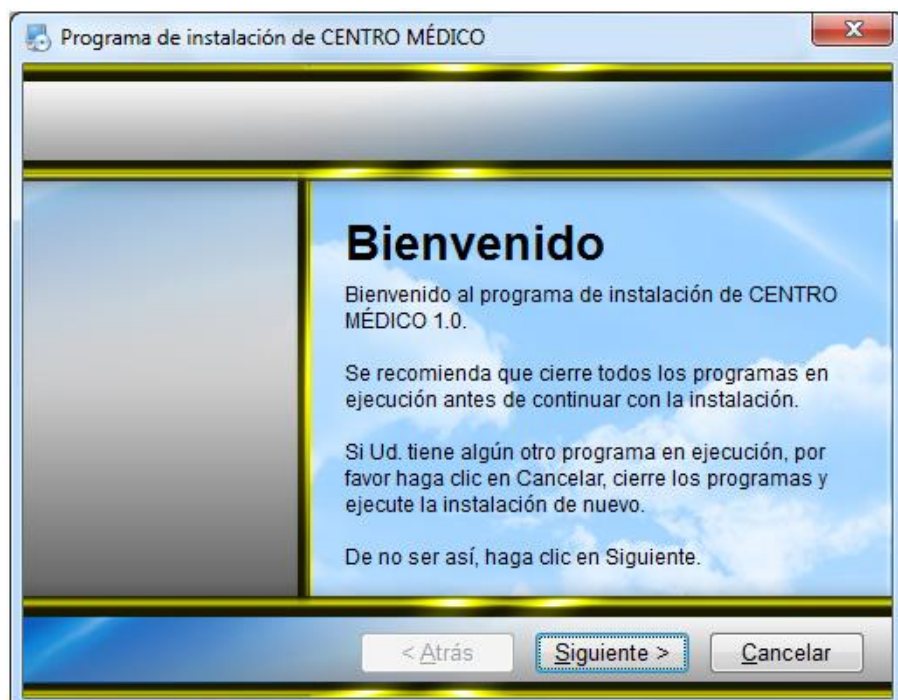 Programa de instalación de CENTRO MÉDICO
Bienvenido
Bienvenido al programa de instalación de CENTRO
MÉDICO 1.0.
Se recomienda que cierre todos los programas en
ejecución antes de continuar con la instalación.
Si Ud. tiene algún otro programa en ejecución, por
favor haga clic en Cancelar, cierre los programas y
ejecute la instalación de nuevo.
De no ser así, haga clic en Siguiente.
< Atrás Siguiente > Cancelar